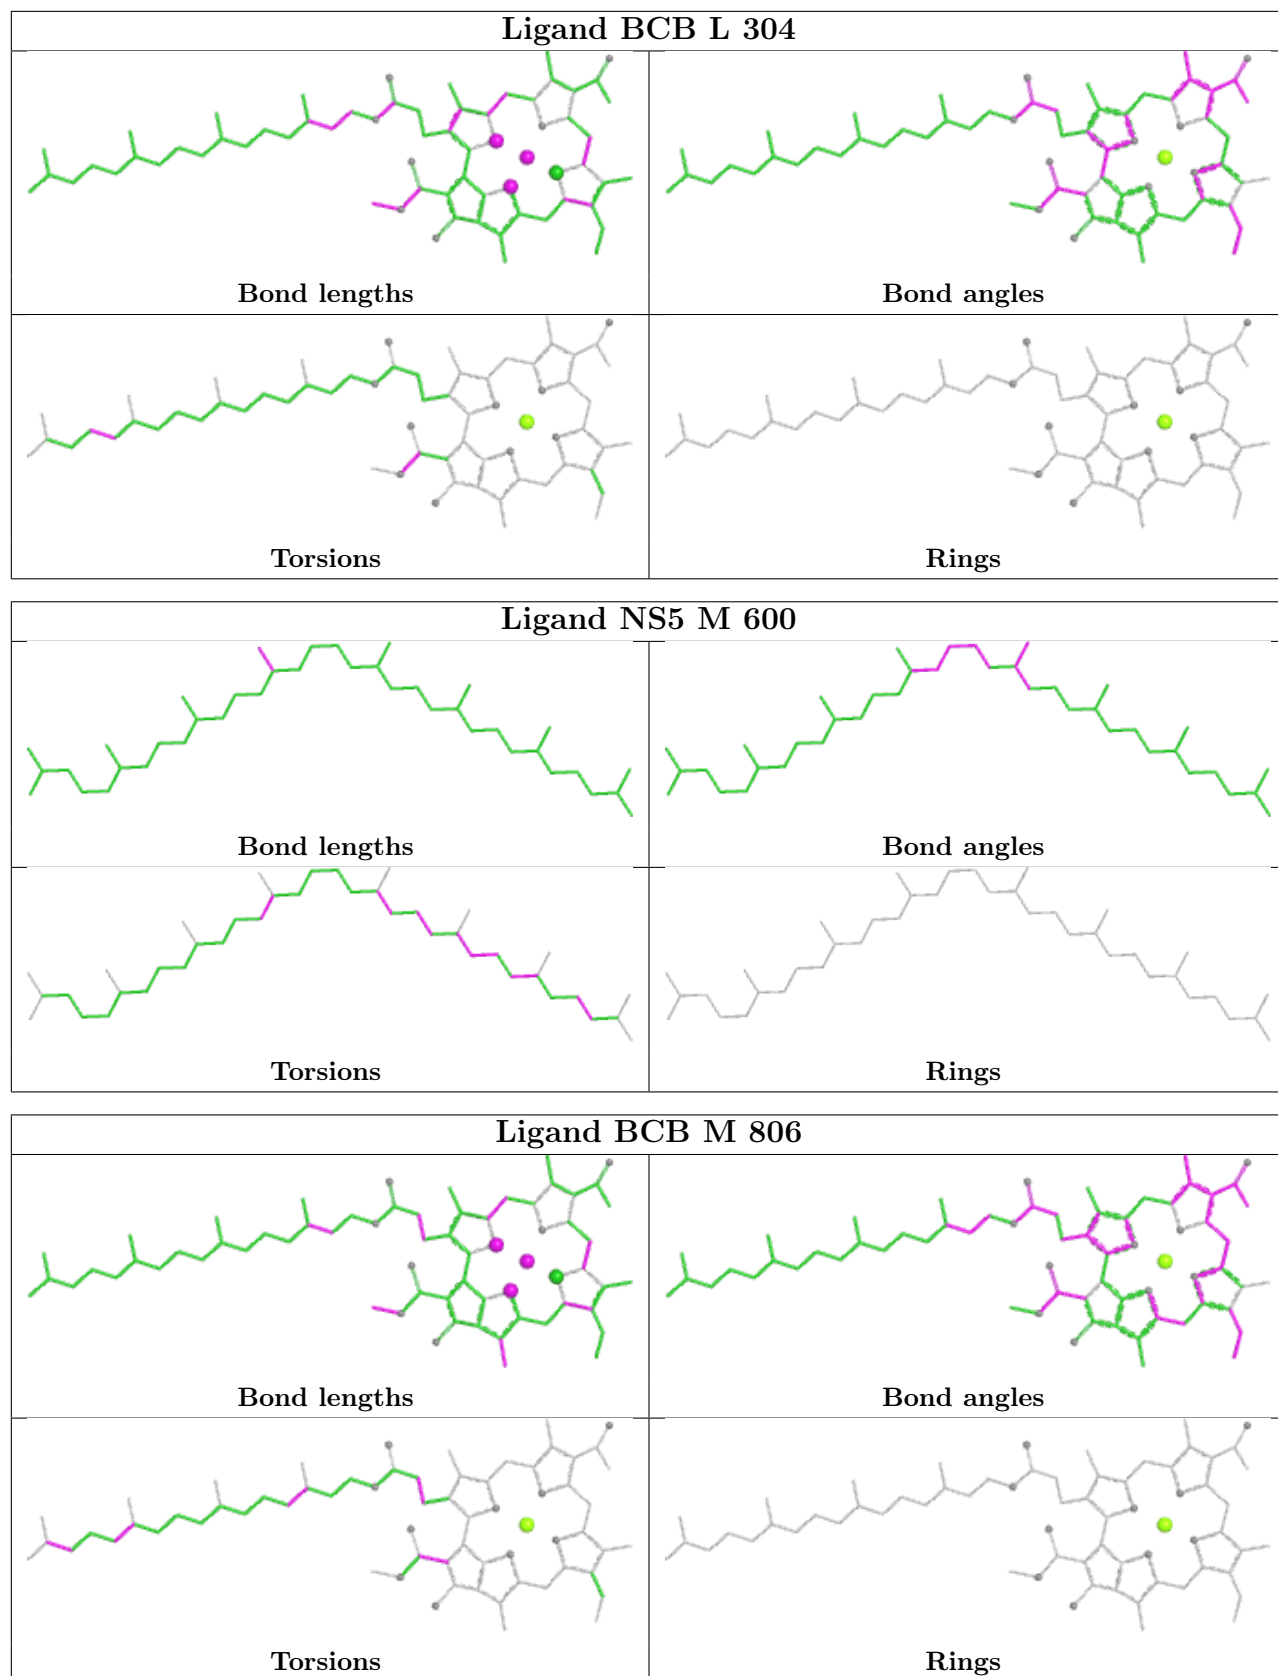 Ligand BCB L 304
Bond lengths
Bond angles
Torsions
Rings
Ligand NS5 M 600
Bond lengths
Bond angles
Torsions
Rings
Ligand BCB M 806
Bond lengths
Bond angles
Torsions
Rings